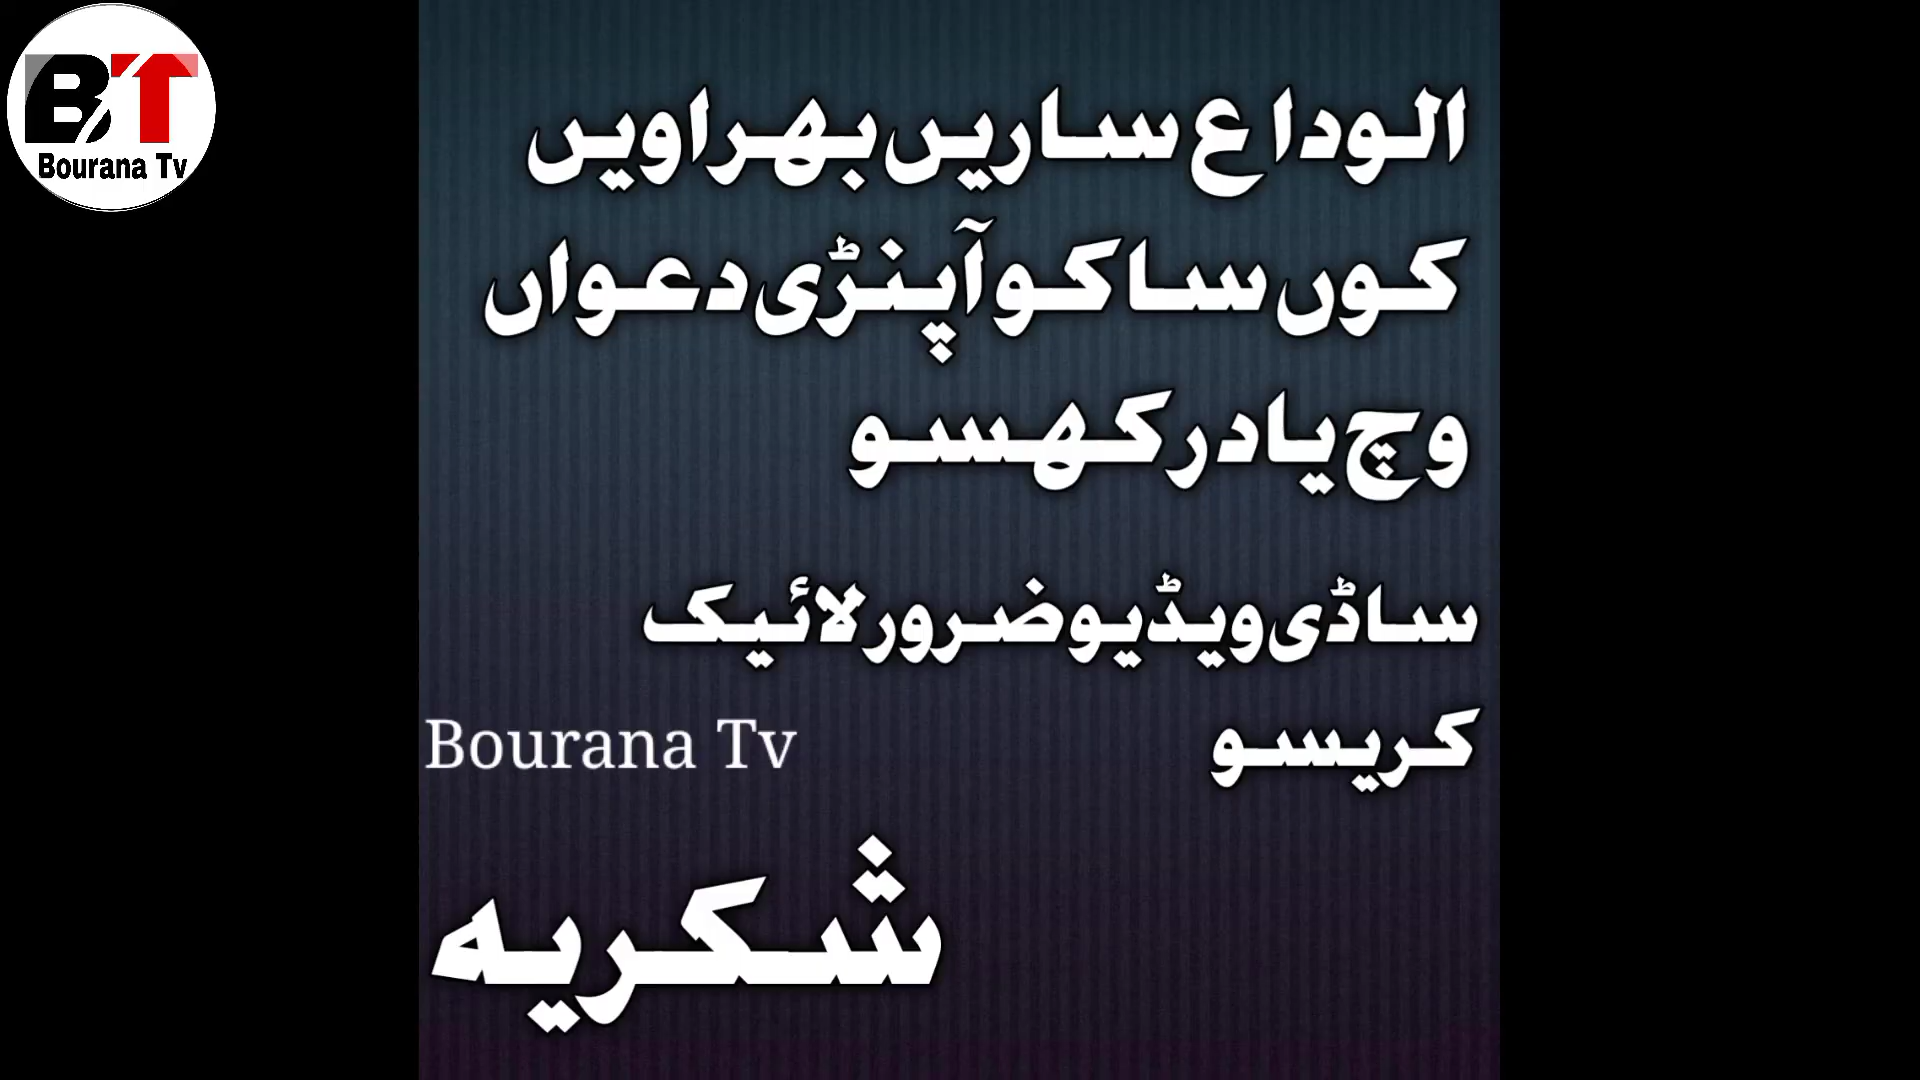 BT
Bourana Tv
الوداع ساریں بھراویں
کوں ساکو آپنڑی دعواں
وچ یاد رکھسو
ساڈی ویڈیو ضرور لائیک
کریسو
Bourana Tv
شکریہ